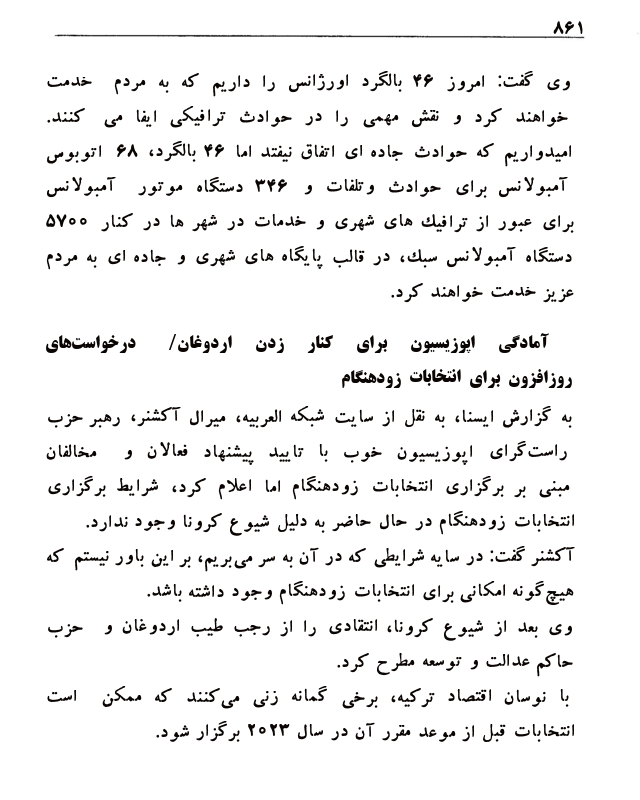 ۸۶۱
وی گفت: امروز ۴۶ بالگرد اورژانس را داریم که به مردم خدمت
خواهند کرد و نقش مهمی را در حوادث ترافیکی ایفا می کنند.
امیدواریم که حوادث جاده ای اتفاق نیفتد اما ۴۶ بالگرد، ۶۸ اتوبوس
آمبولانس برای حوادث وتلفات و ۳۴۶ دستگاه موتور آمبولانس
برای عبور از ترافیك های شهری و خدمات در شهر ها در کنار ۵۷۰۰
دستگاه آمبولانس سبك، در قالب پایگاه های شهری و جاده ای به مردم
عزیز خدمت خواهند کرد.
آمادگی اپوزیسیون برای کنار زدن اردوغان/ درخواست‌های
روزافزون برای انتخابات زودهنگام
به گزارش ایسنا، به نقل از سایت شبکه العربیه، میرال آکشنر، رهبر حزب
راست‌گرای اپوزیسیون خوب با تایید پیشنهاد فعالان و مخالفان
مبنی بر برگزاری انتخابات زودهنگام اما اعلام کرد، شرایط برگزاری
انتخابات زودهنگام در حال حاضر به دلیل شیوع کرونا وجود ندارد.
آکشنر گفت: در سایه شرایطی که در آن به سر می‌بریم، بر این باور نیستم که
هیچ‌گونه امکانی برای انتخابات زودهنگام وجود داشته باشد.
وی بعد از شیوع کرونا، انتقادی را از رجب طیب اردوغان و حزب
حاکم عدالت و توسعه مطرح کرد.
با نوسان اقتصاد ترکیه، برخی گمانه زنی می‌کنند که ممکن است
انتخابات قبل از موعد مقرر آن در سال ۲۰۲۳ برگزار شود.